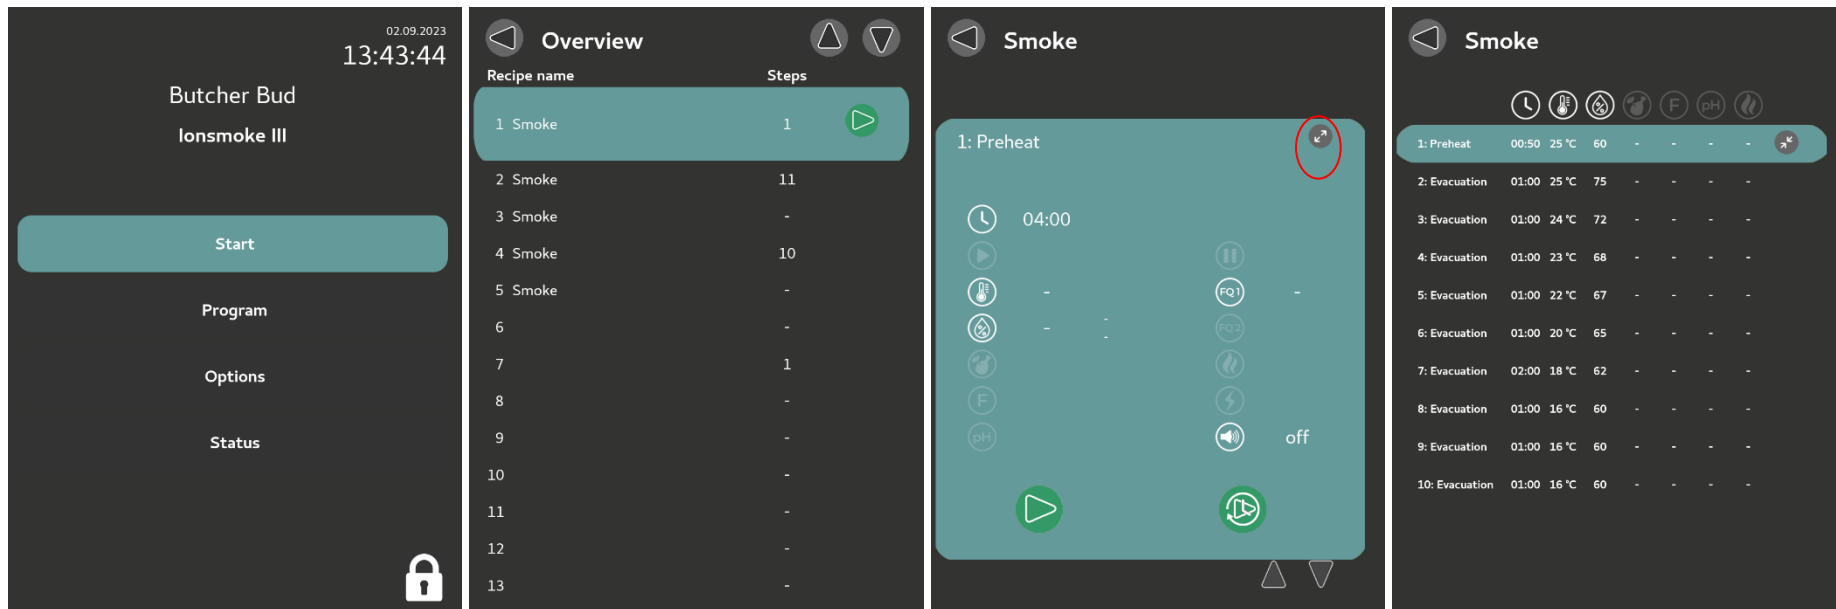 02.09.2023
13:43:44
Butcher Bud
Ionsmoke III
Start
Program
Options
Status
Overview
Recipe name Steps
1 Smoke 1
2 Smoke 11
3 Smoke -
4 Smoke 10
5 Smoke -
6 -
7 1
8 -
9 -
10 -
11 -
12 -
13 -
Smoke
1: Preheat
04:00
- FQ1 -
% - - -
FQ2
F
pH off
Smoke
% F pH
1: Preheat 00:50 25 °C 60 - - - -
2: Evacuation 01:00 25 °C 75 - - - -
3: Evacuation 01:00 24 °C 72 - - - -
4: Evacuation 01:00 23 °C 68 - - - -
5: Evacuation 01:00 22 °C 67 - - - -
6: Evacuation 01:00 20 °C 65 - - - -
7: Evacuation 02:00 18 °C 62 - - - -
8: Evacuation 01:00 16 °C 60 - - - -
9: Evacuation 01:00 16 °C 60 - - - -
10: Evacuation 01:00 16 °C 60 - - - -